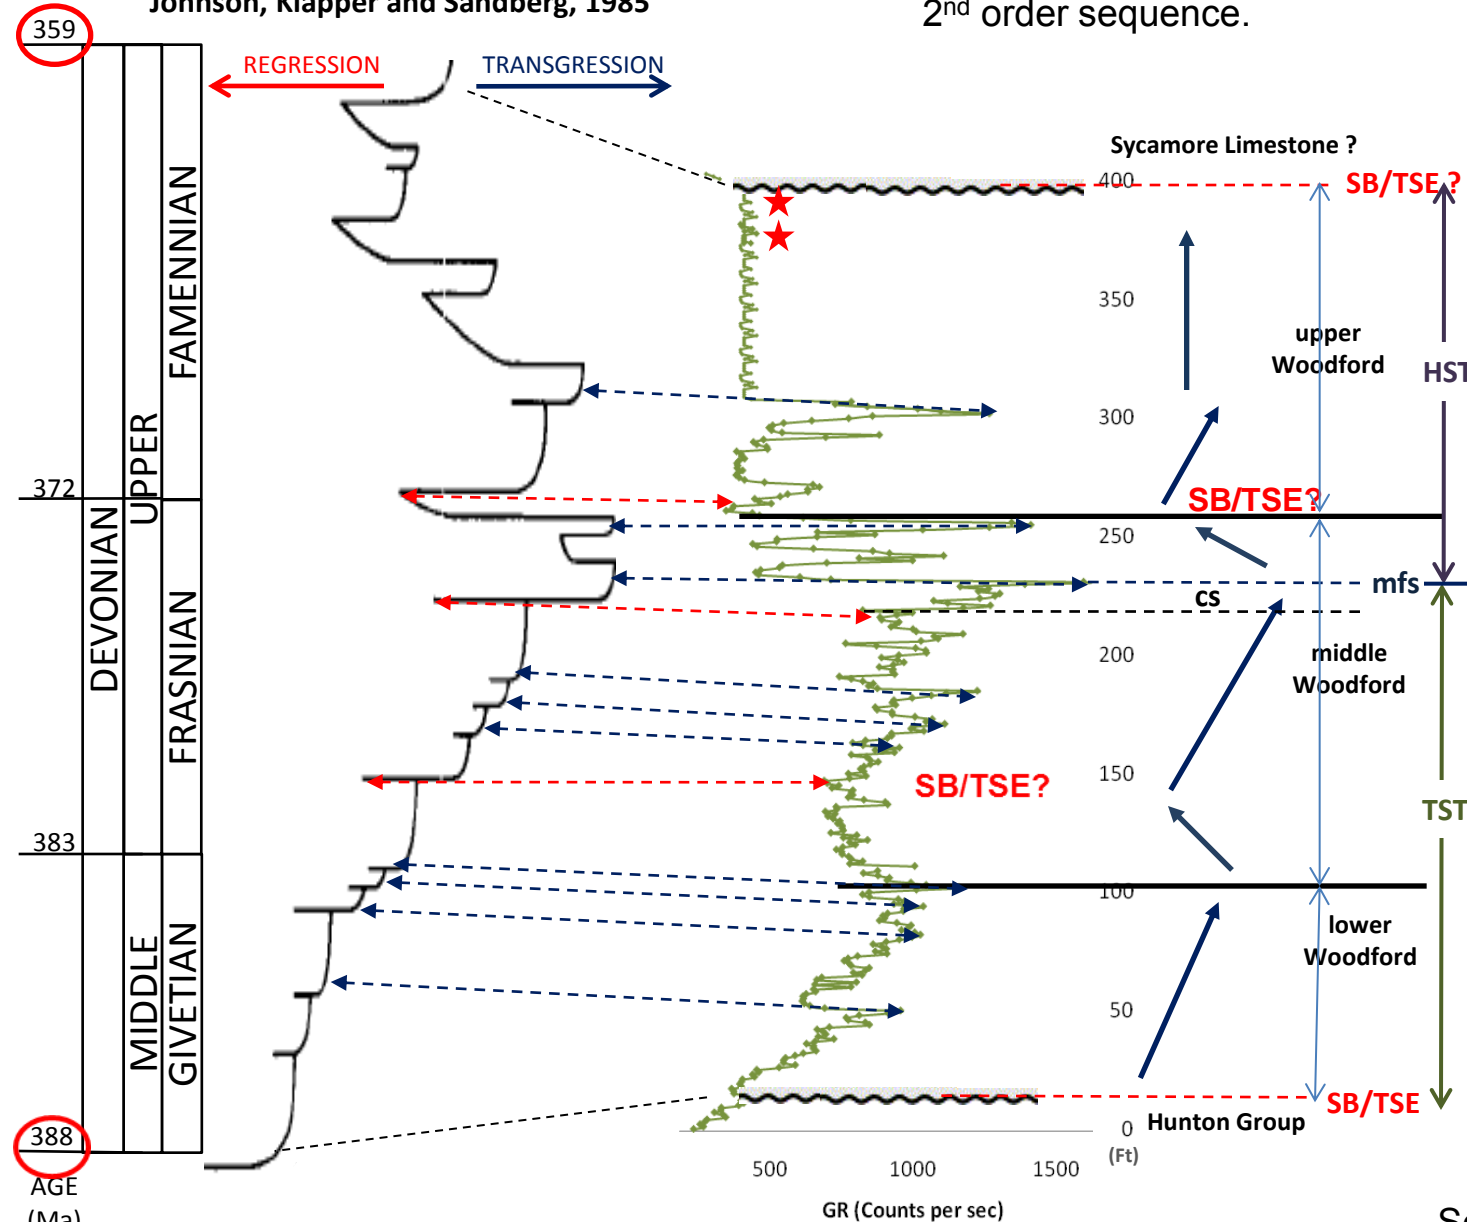 Johnson, Klapper and Sandberg, 1985
2nd order sequence.
359
REGRESSION
TRANSGRESSION
Sycamore Limestone ?
400
SB/TSE ?
FAMENNIAN
350
upper
Woodford
HST
300
UPPER
372
SB/TSE?
DEVONIAN
250
mfs
cs
FRASNIAN
200
middle
Woodford
150
SB/TSE?
TST
383
100
lower
Woodford
MIDDLE
GIVETIAN
50
SB/TSE
388
0
Hunton Group
(Ft)
AGE
(Ma)
500
1000
1500
GR (Counts per sec)